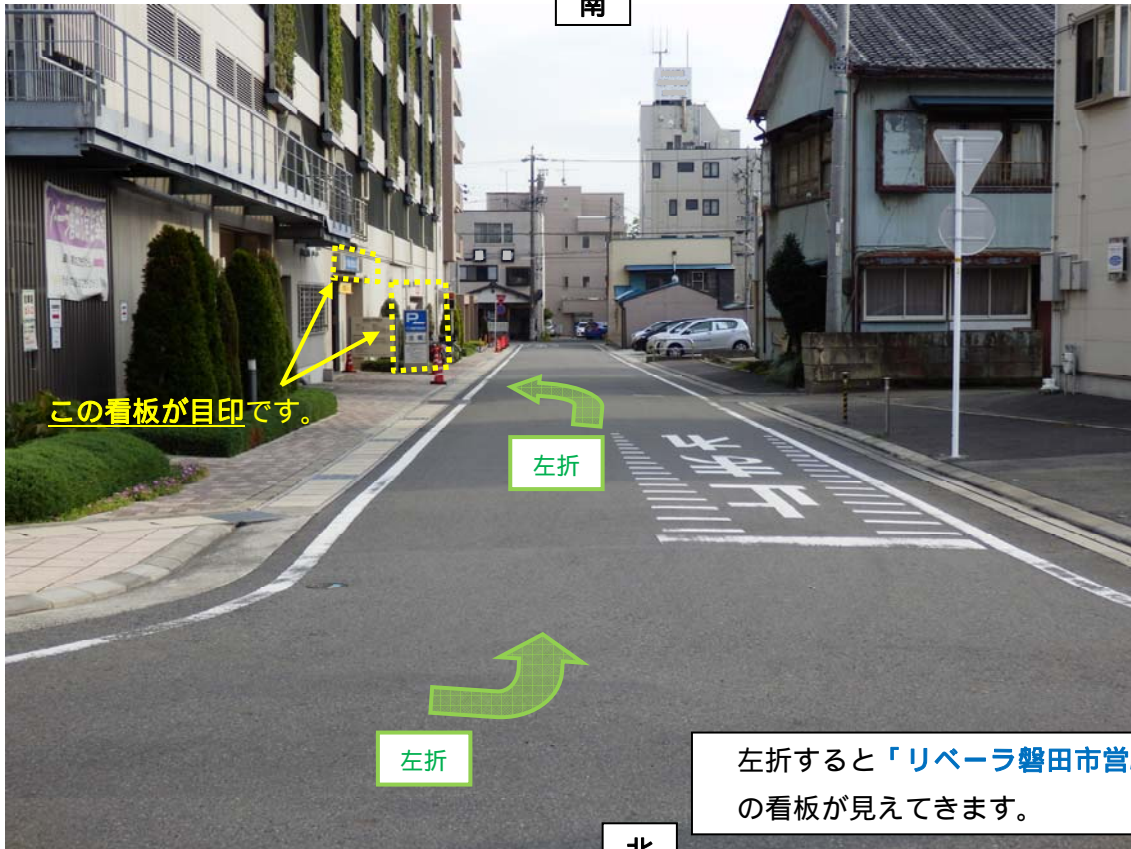 南
P
この看板が目印です。
左折
止まれ
左折
左折すると「リベーラ磐田市営
の看板が見えてきます。
北